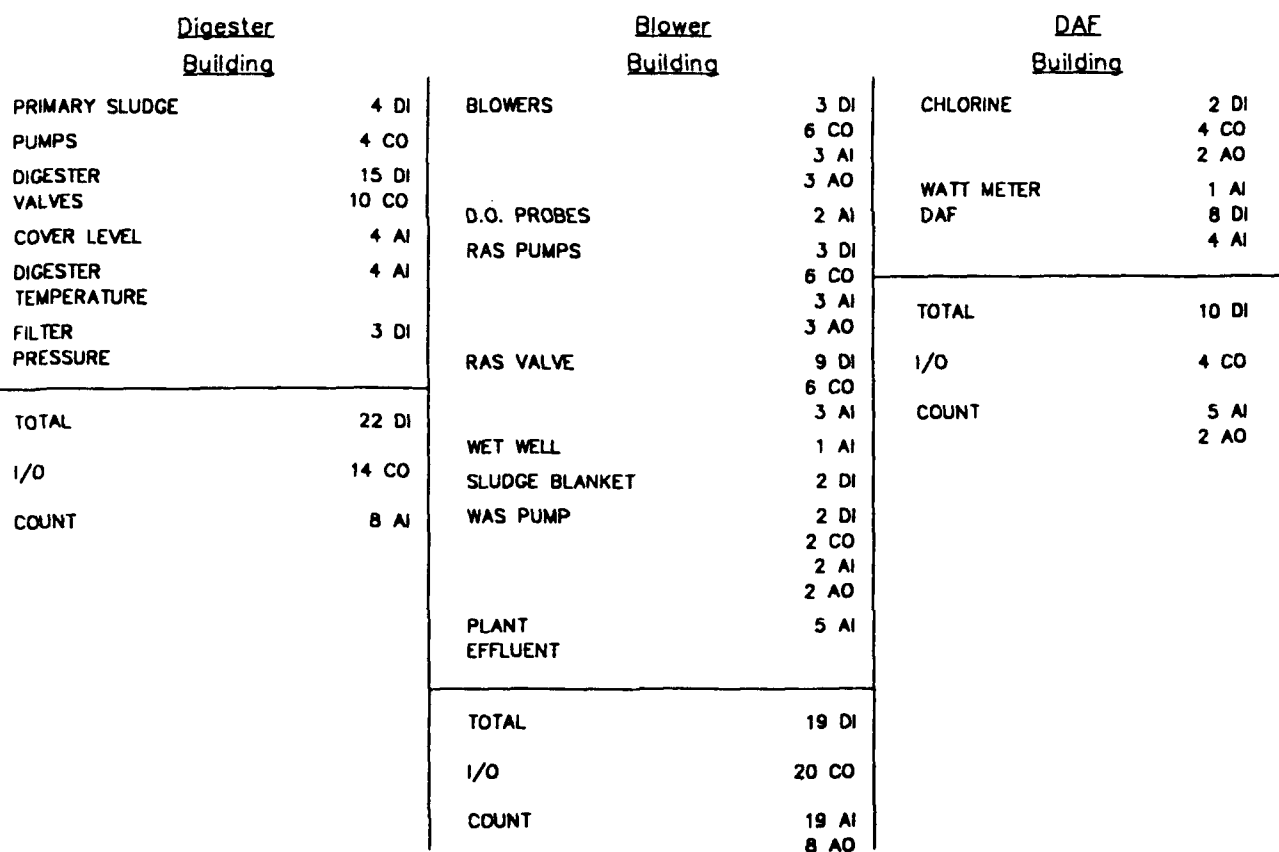 Digester
Building
PRIMARY SLUDGE 4 DI
PUMPS 4 CO
DIGESTER 15 DI
VALVES 10 CO
COVER LEVEL 4 AI
DIGESTER 4 AI
TEMPERATURE
FILTER 3 DI
PRESSURE
TOTAL 22 DI
I/O 14 CO
COUNT 8 AI
Blower
Building
BLOWERS 3 DI
6 CO
3 AI
3 AO
D.O. PROBES 2 AI
RAS PUMPS 3 DI
6 CO
3 AI
3 AO
RAS VALVE 9 DI
6 CO
3 AI
WET WELL 1 AI
SLUDGE BLANKET 2 DI
WAS PUMP 2 DI
2 CO
2 AI
2 AO
PLANT 5 AI
EFFLUENT
TOTAL 19 DI
I/O 20 CO
COUNT 19 AI
8 AO
DAF
Building
CHLORINE 2 DI
4 CO
2 AO
WATT METER 1 AI
DAF 8 DI
4 AI
TOTAL 10 DI
I/O 4 CO
COUNT 5 AI
2 AO